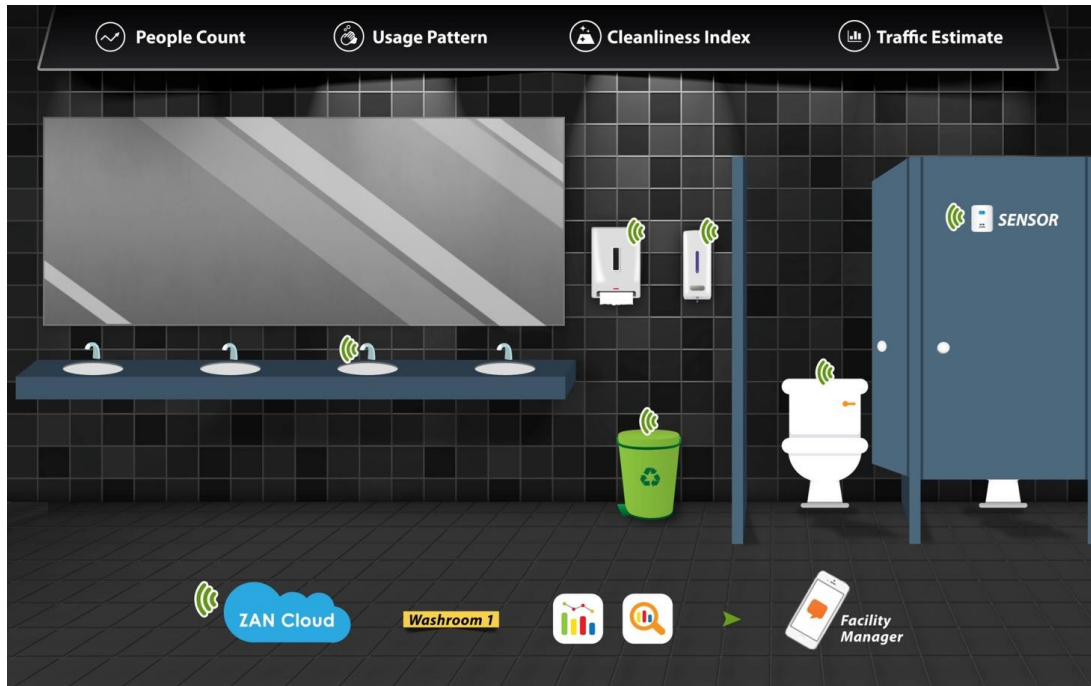 People Count
Usage Pattern
Cleanliness Index
Traffic Estimate
SENSOR
ZAN Cloud
Washroom 1
Facility
Manager